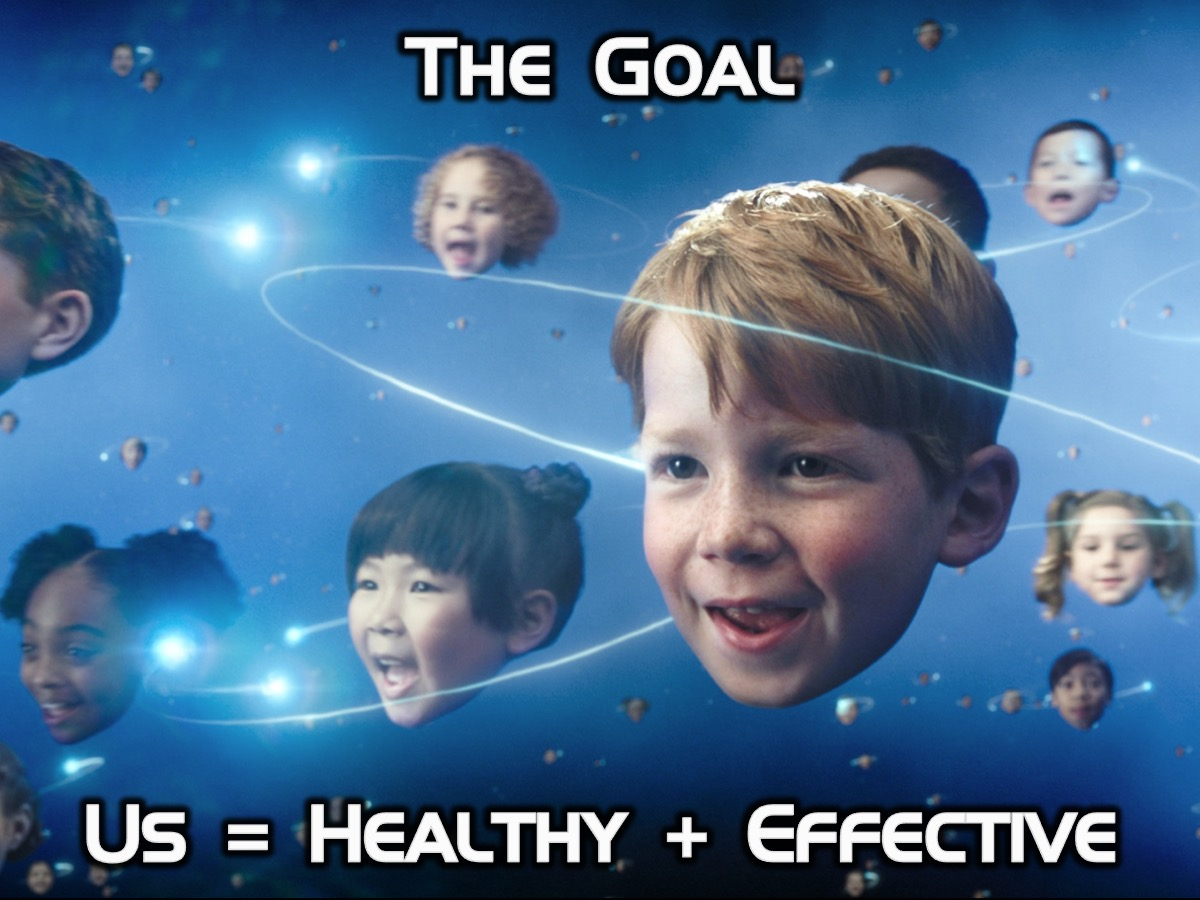 The Goal
Us = Healthy + Effective